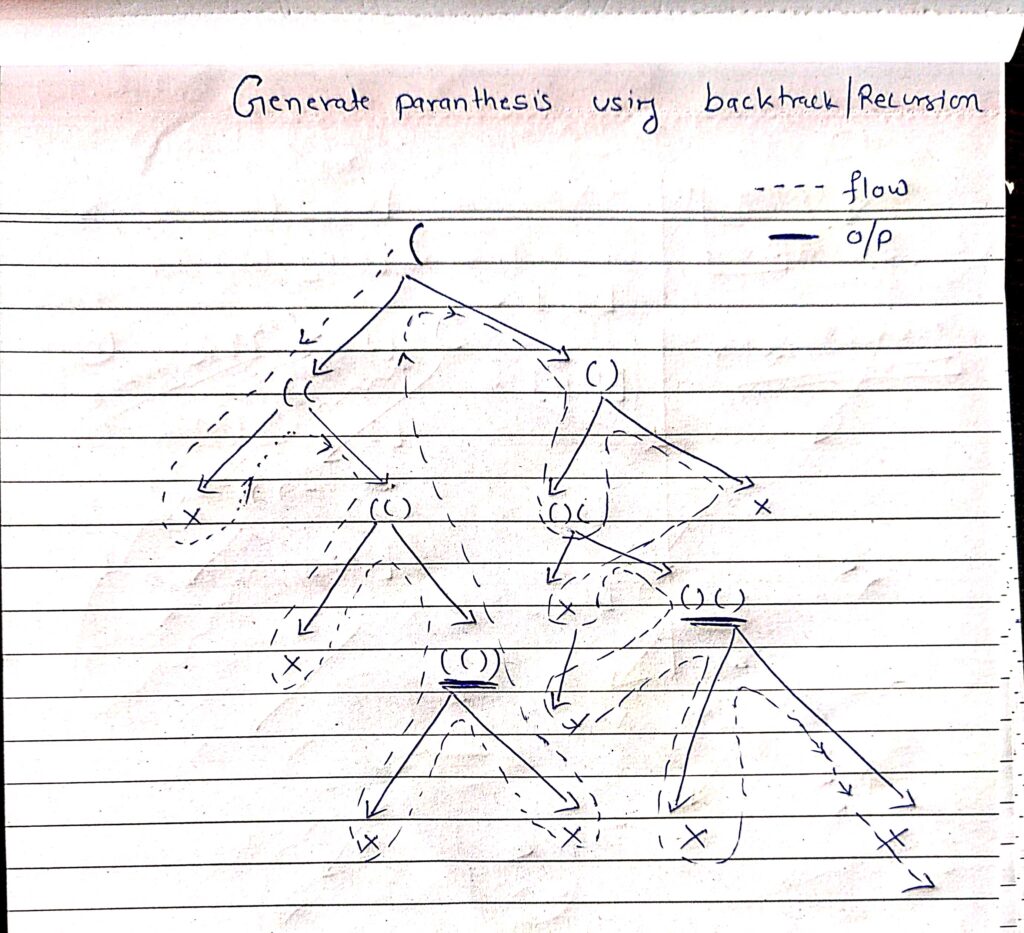 Generate paranthesis using backtrack/Recursion
---- flow
— o/p
(
(( ()
x (() ()( x
x (()) x ()()
x
x x x x